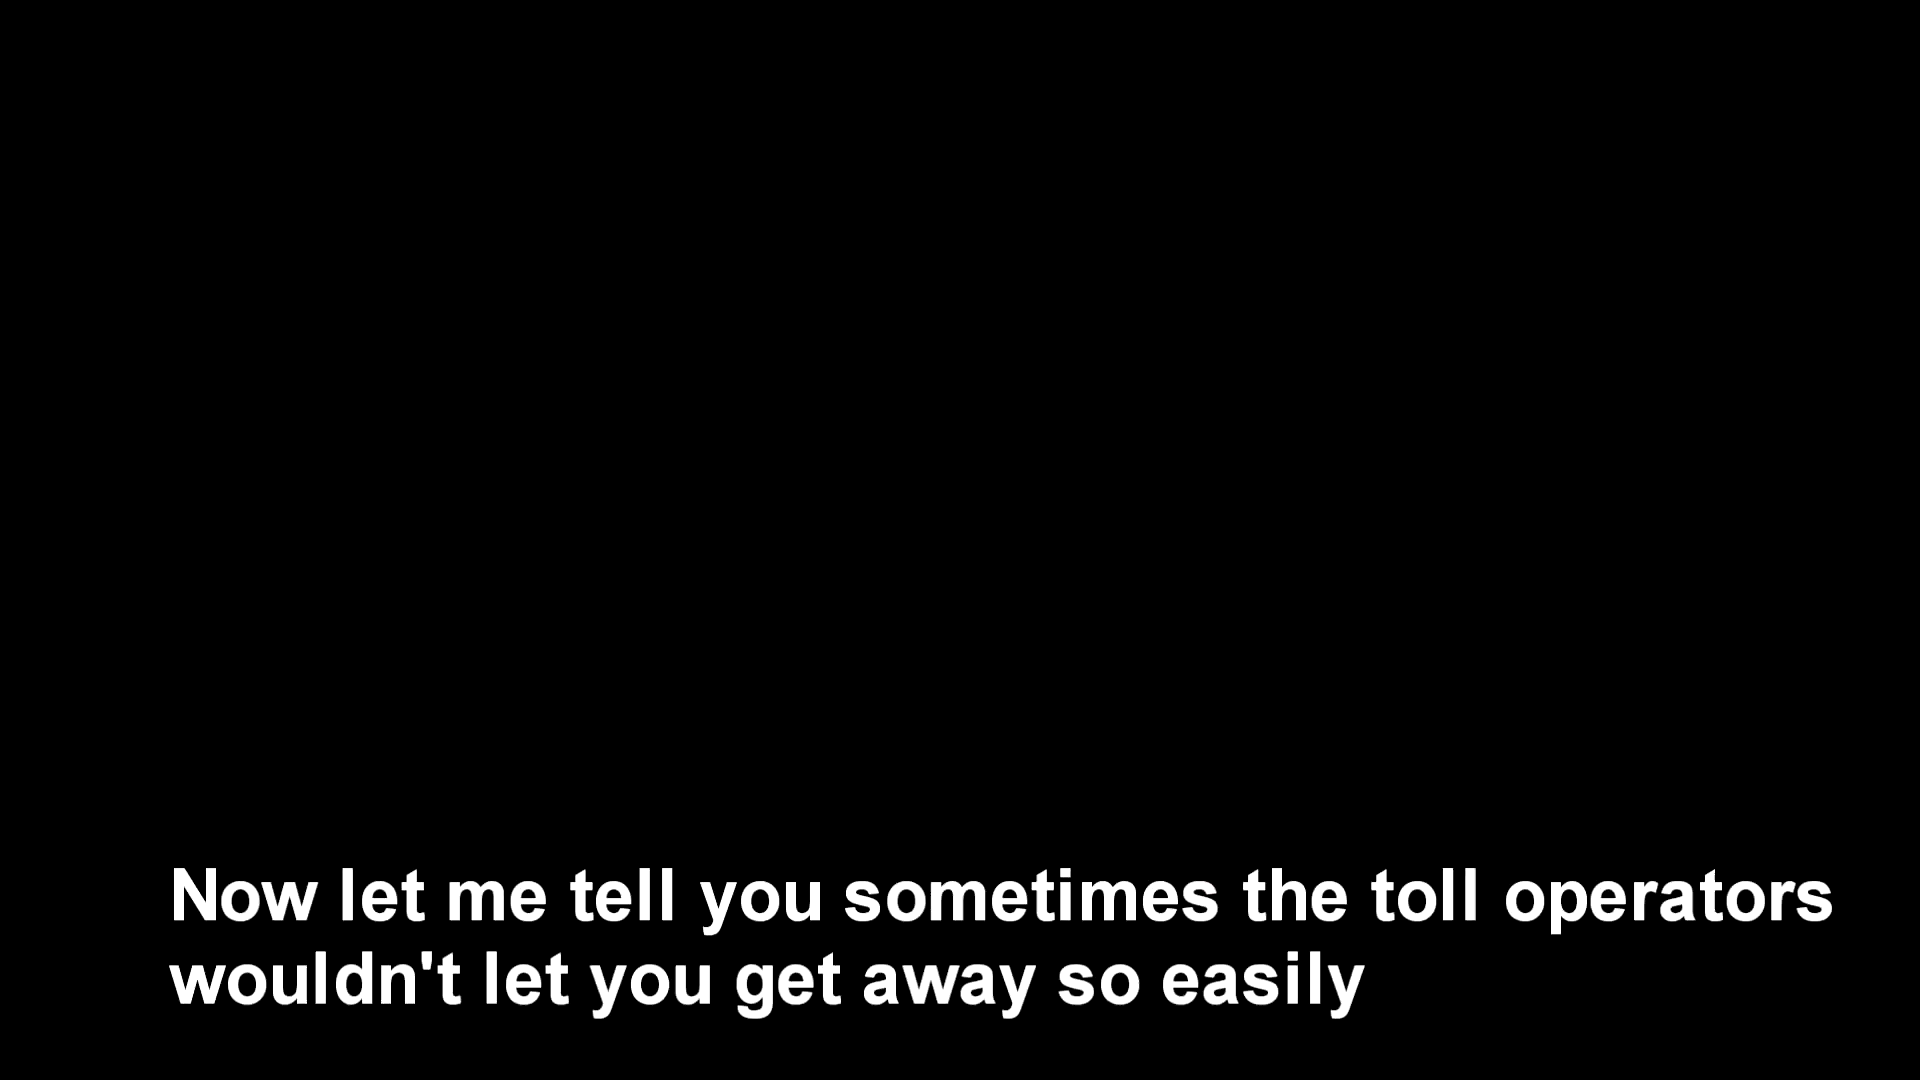 Now let me tell you sometimes the toll operators
wouldn't let you get away so easily